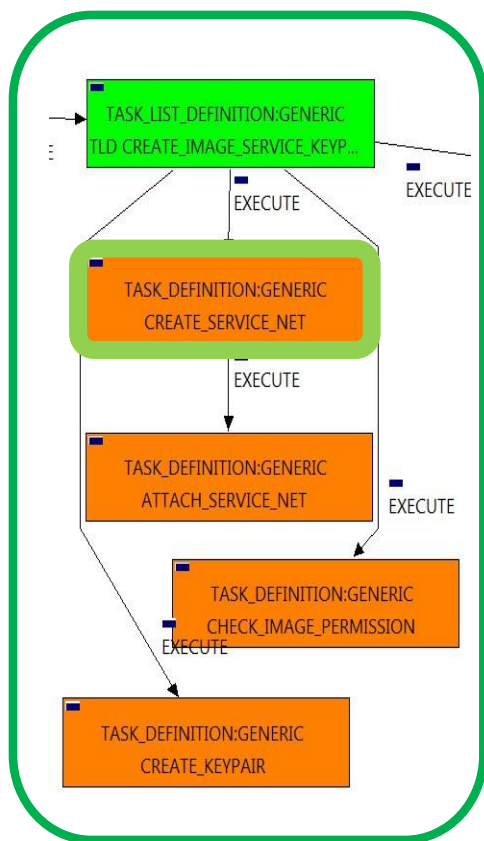 TASK_LIST_DEFINITION:GENERIC
TLD CREATE_IMAGE_SERVICE_KEYP...
E
EXECUTE
EXECUTE
TASK_DEFINITION:GENERIC
CREATE_SERVICE_NET
EXECUTE
TASK_DEFINITION:GENERIC
ATTACH_SERVICE_NET
EXECUTE
TASK_DEFINITION:GENERIC
CHECK_IMAGE_PERMISSION
EXECUTE
TASK_DEFINITION:GENERIC
CREATE_KEYPAIR